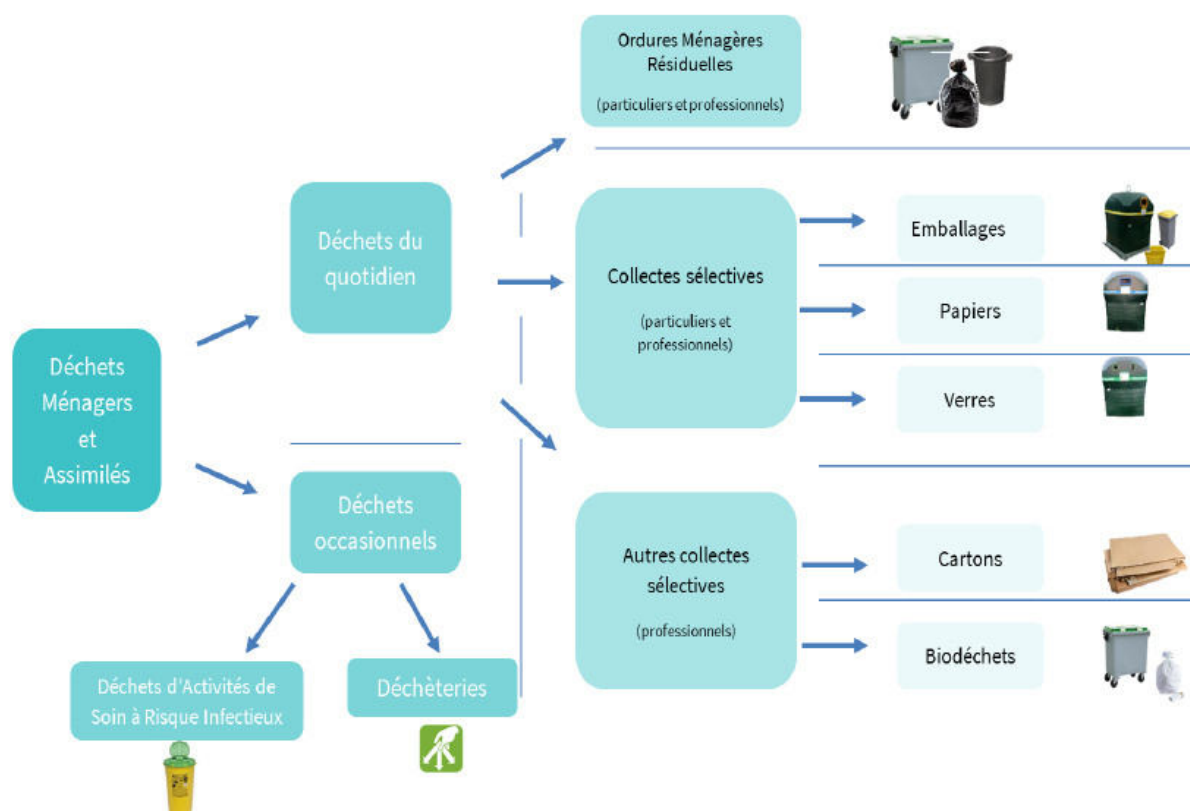 Ordures Ménagères
Résiduelles
(particuliers et professionnels)
Déchets du
quotidien
Collectes sélectives
(particuliers et
professionnels)
Emballages
Papiers
Verres
Déchets
Ménagers
et
Assimilés
Déchets
occasionnels
Autres collectes
sélectives
(professionnels)
Cartons
Biodéchets
Déchets d'Activités de
Soin à Risque Infectieux
Déchèteries